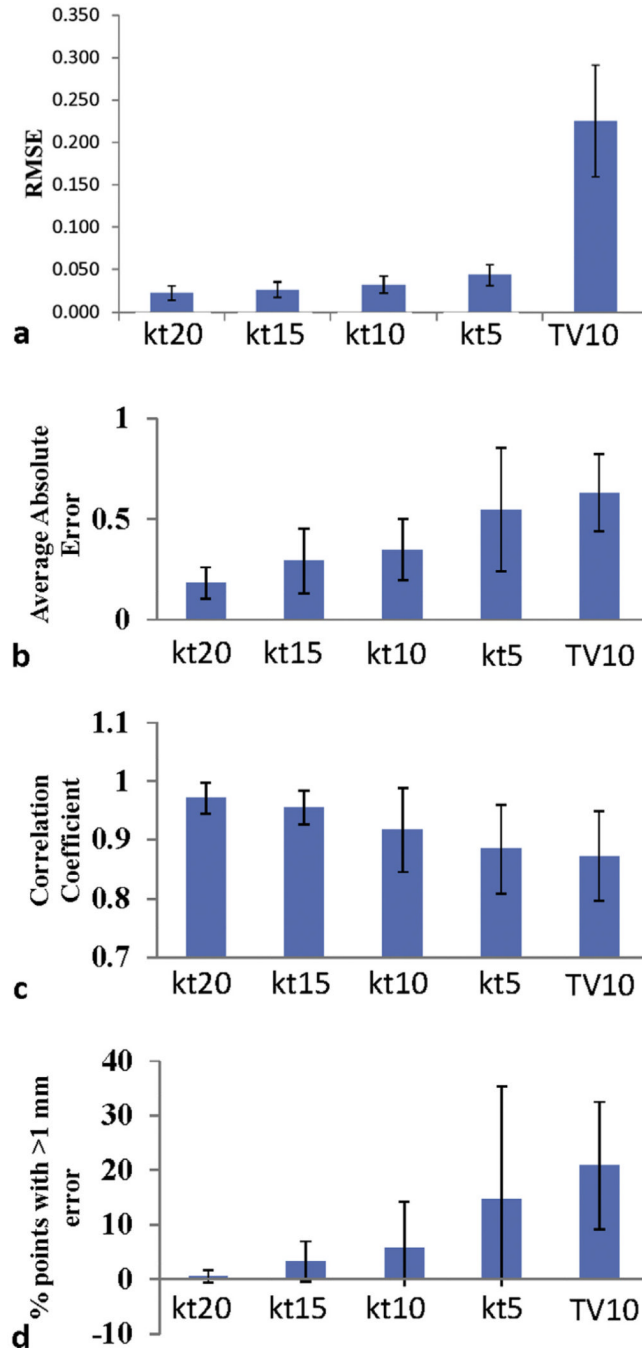 0.350
0.300
0.250
0.200
0.150
0.100
0.050
0.000
RMSE
kt20 kt15 kt10 kt5 TV10
a
1
0.5
0
Average Absolute
Error
kt20 kt15 kt10 kt5 TV10
b
1.1
1
0.9
0.8
0.7
Correlation
Coefficient
kt20 kt15 kt10 kt5 TV10
c
40
30
20
10
0
-10
% points with >1 mm
error
kt20 kt15 kt10 kt5 TV10
d